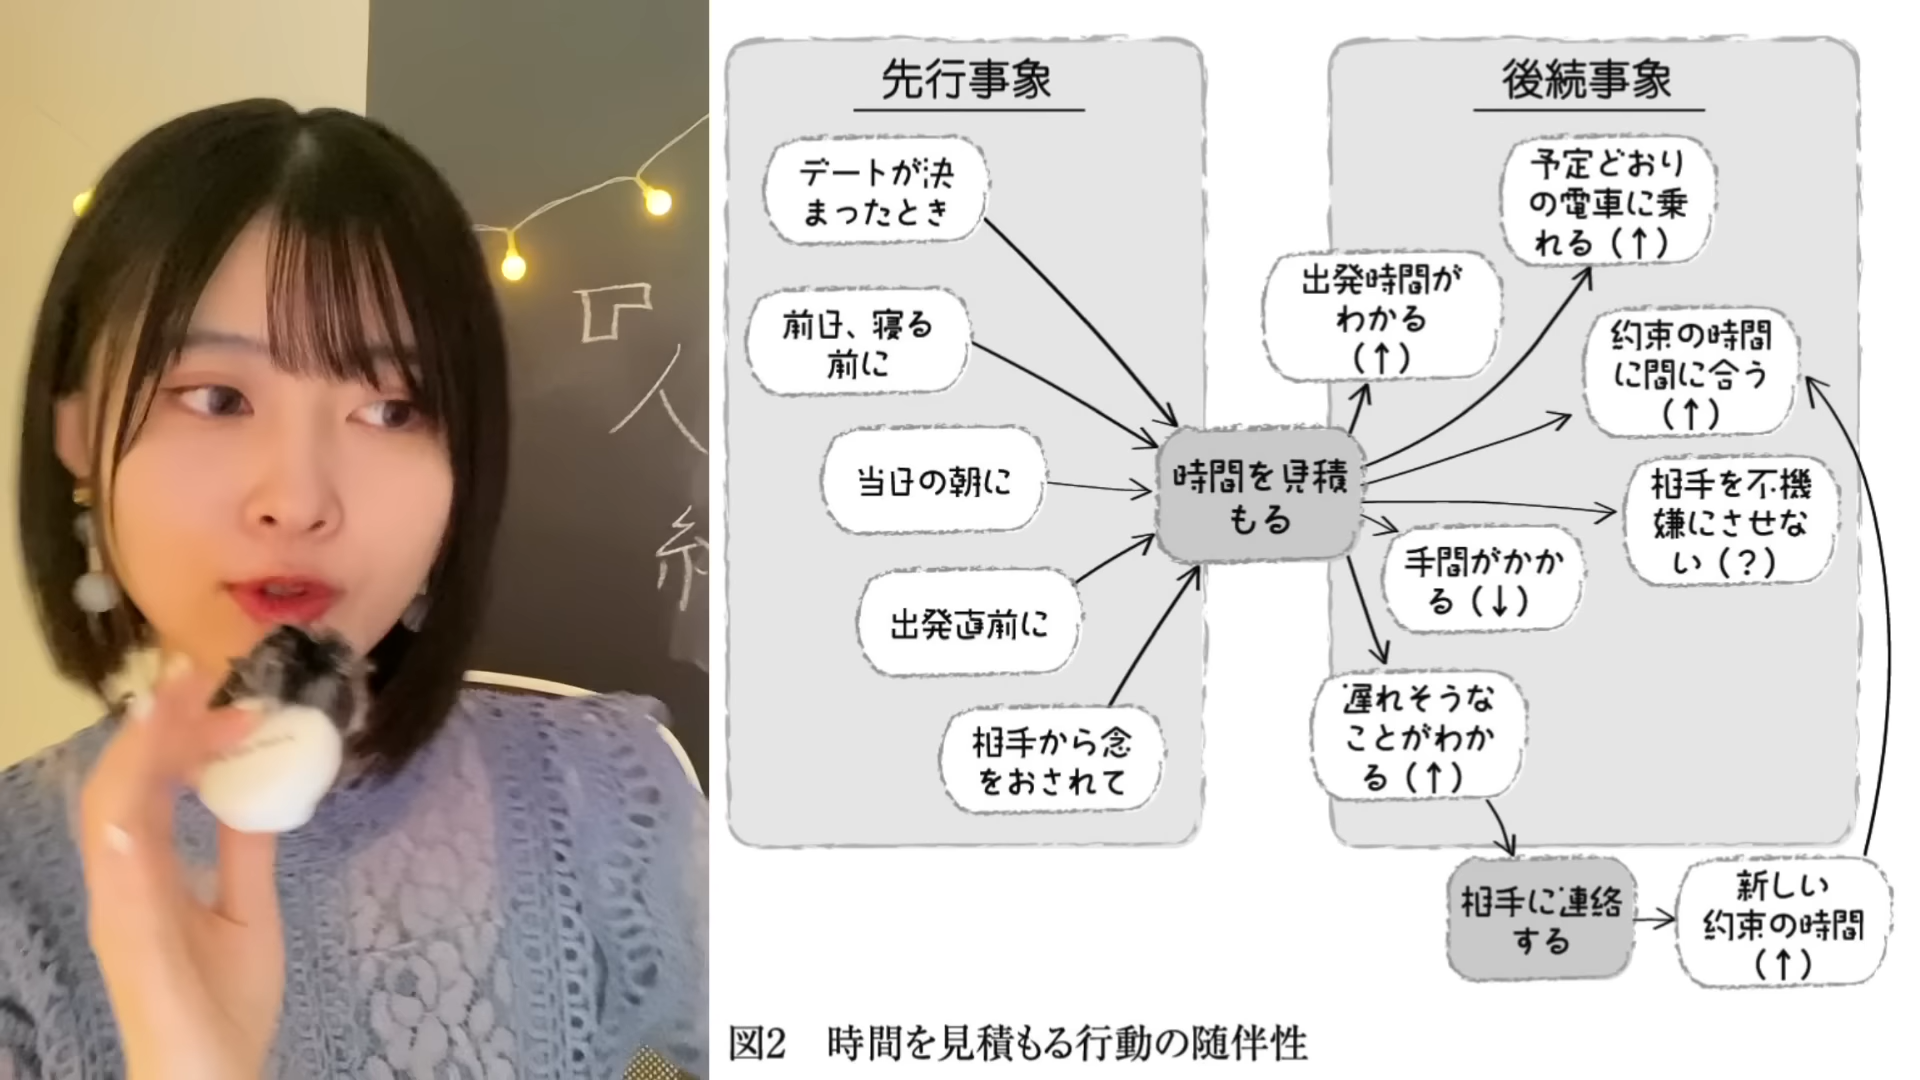 先行事象
デートが決
まったとき
前日、寝る
前に
当日の朝に
出発直前に
相手から念
をおされて
時間を見積
もる
後続事象
予定どおり
の電車に乗
れる（↑）
出発時間が
わかる
（↑）
約束の時間
に間に合う
（↑）
相手を不機
嫌にさせな
い（？）
手間がかか
る（↓）
遅れそうな
ことがわか
る（↑）
相手に連絡
する
新しい
約束の時間
（↑）
図2　時間を見積もる行動の随伴性
人